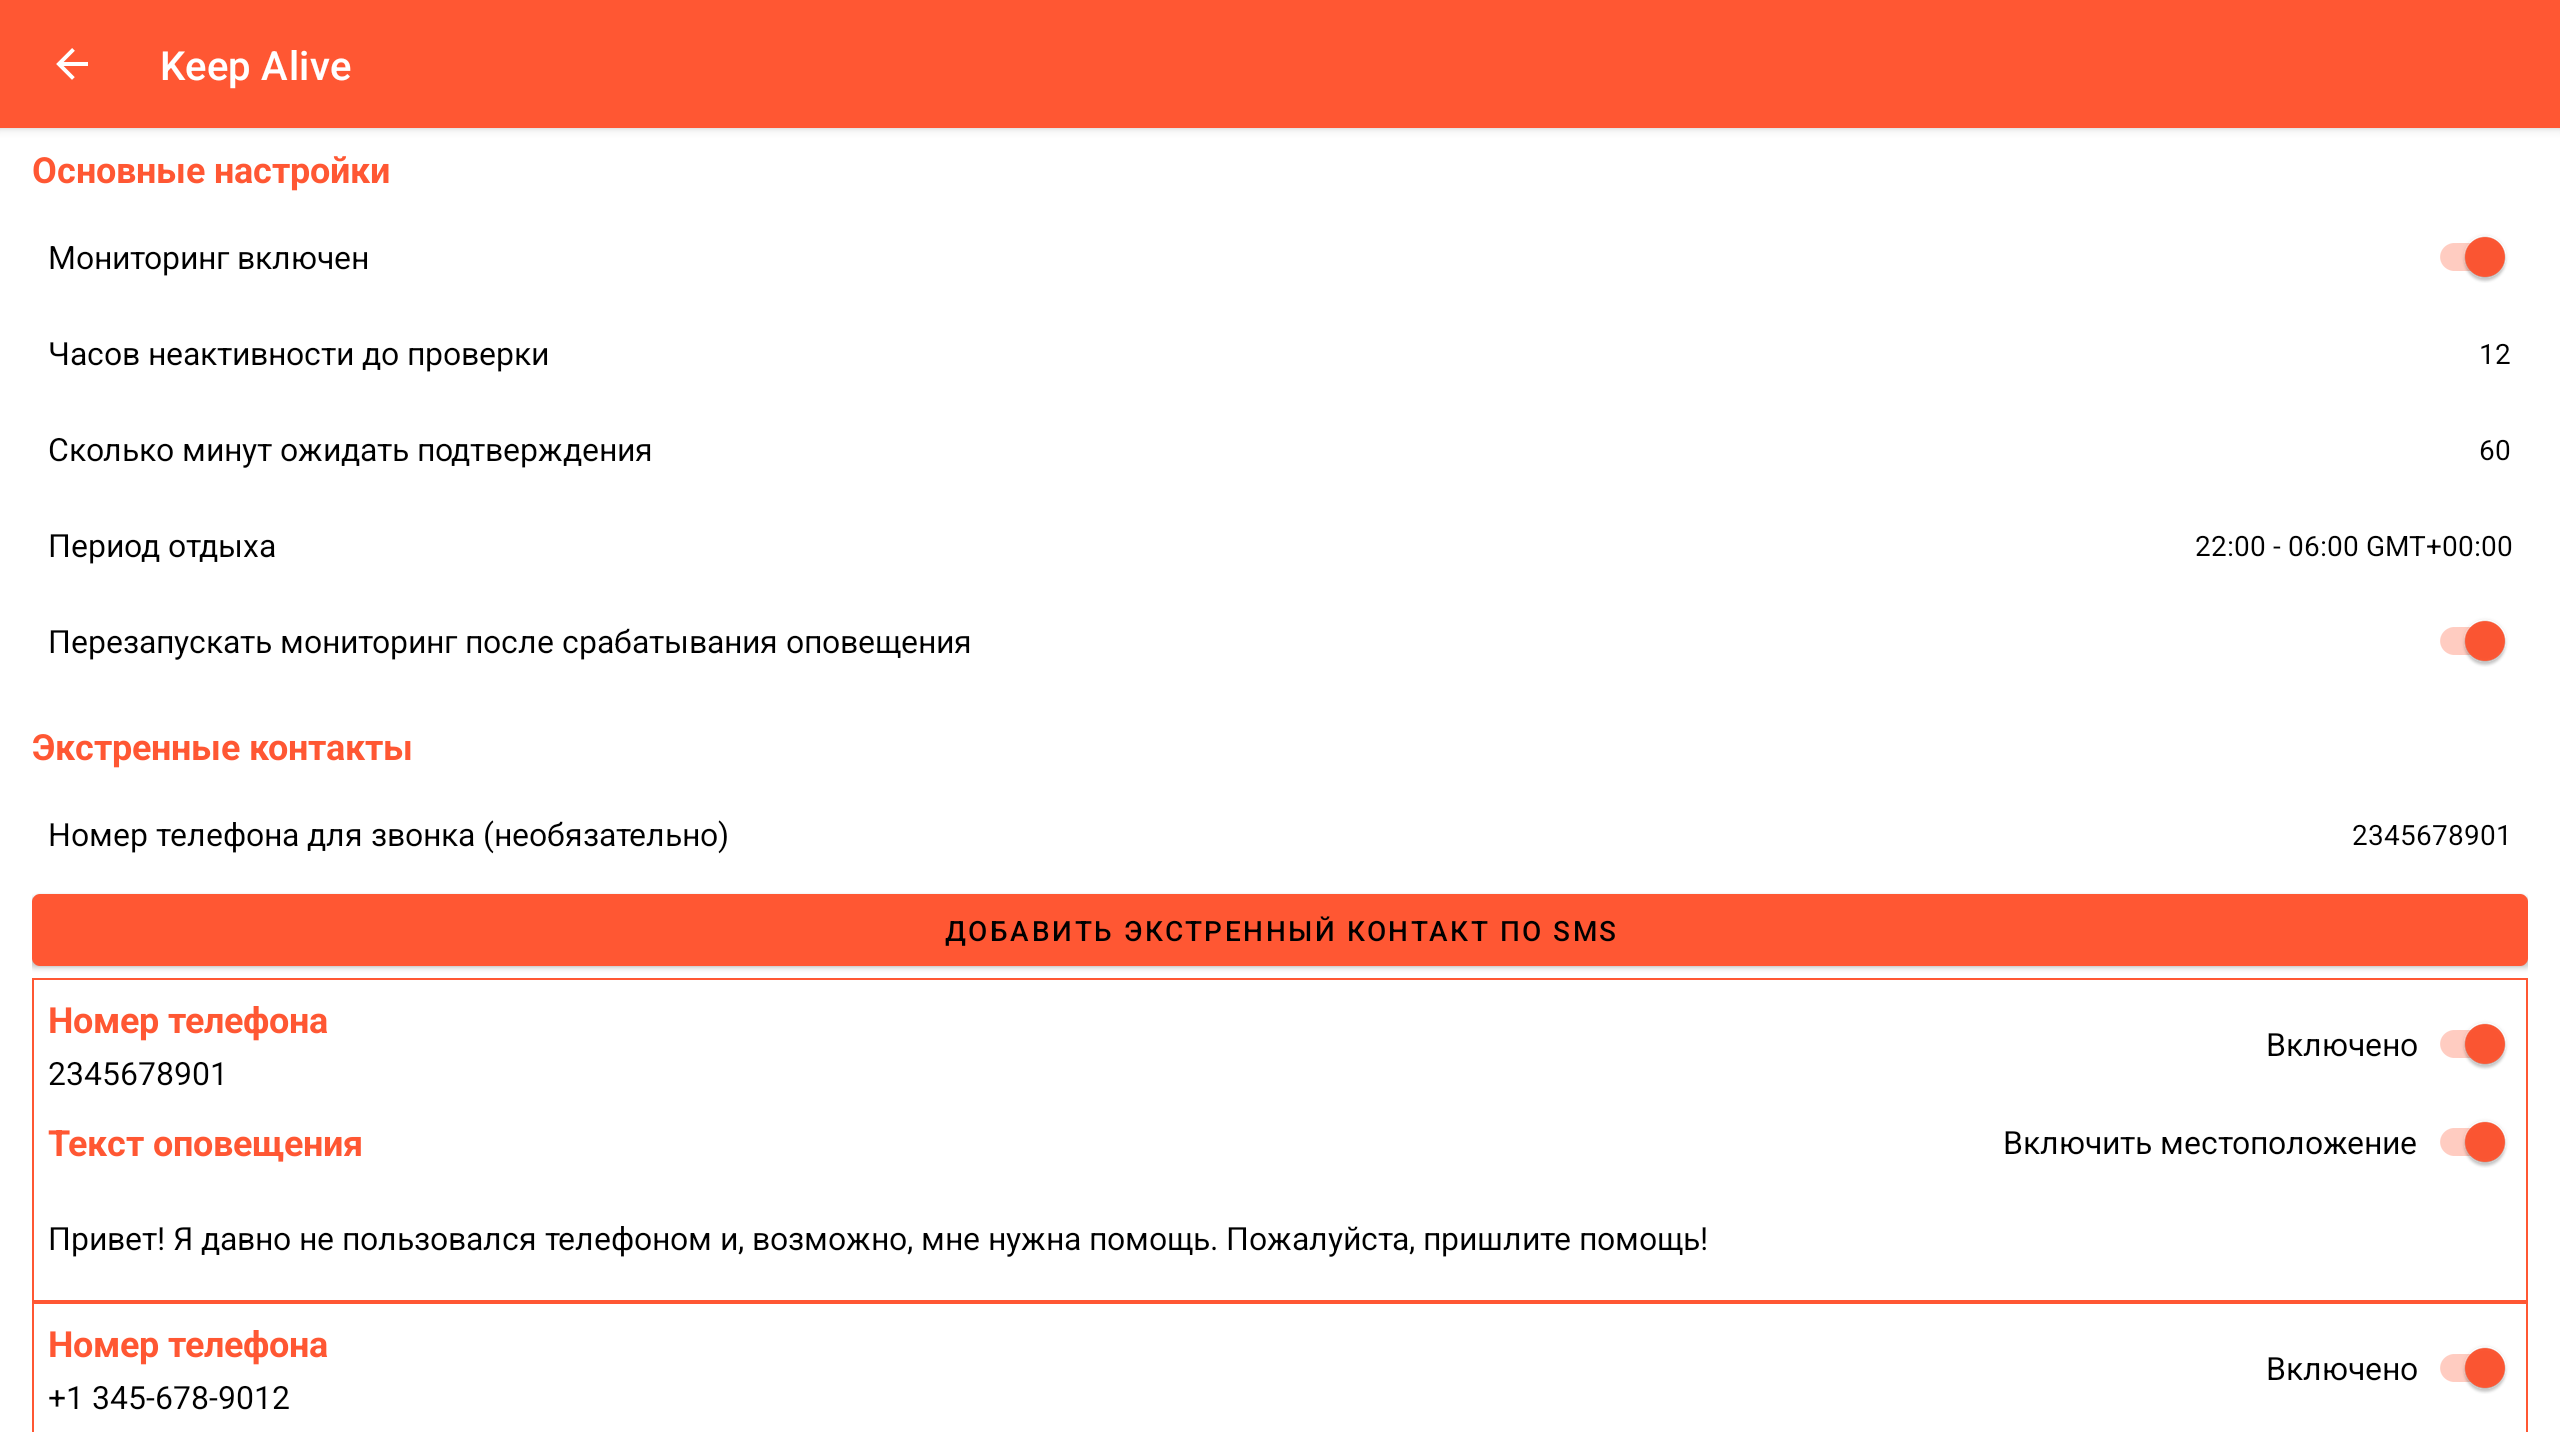 Keep Alive
Основные настройки
Мониторинг включен
Часов неактивности до проверки 12
Сколько минут ожидать подтверждения 60
Период отдыха 22:00 - 06:00 GMT+00:00
Перезапускать мониторинг после срабатывания оповещения
Экстренные контакты
Номер телефона для звонка (необязательно) 2345678901
ДОБАВИТЬ ЭКСТРЕННЫЙ КОНТАКТ ПО SMS
Номер телефона
2345678901
Включено
Текст оповещения
Включить местоположение
Привет! Я давно не пользовался телефоном и, возможно, мне нужна помощь. Пожалуйста, пришлите помощь!
Номер телефона
+1 345-678-9012
Включено